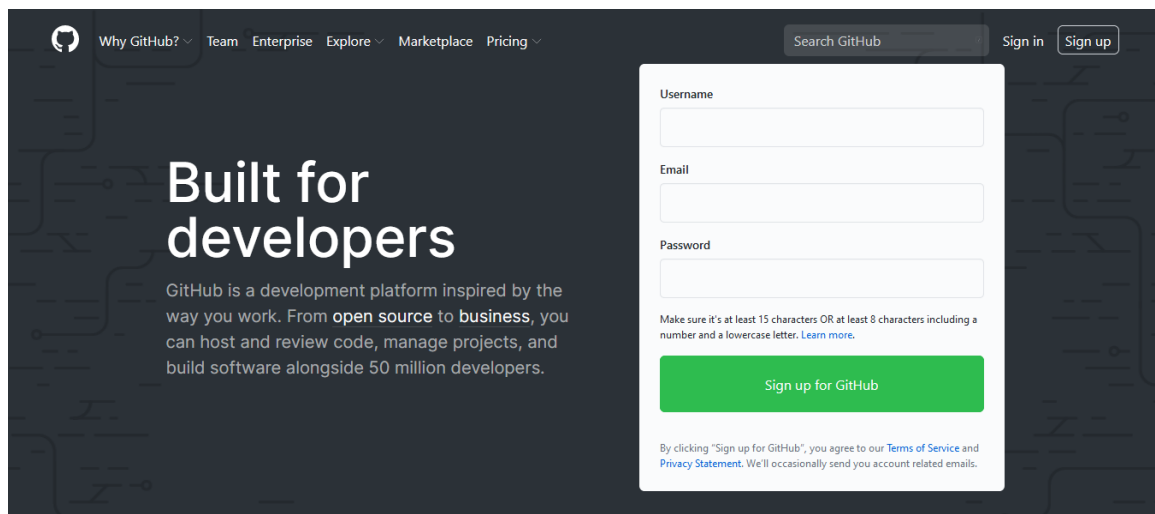 Why GitHub? Team Enterprise Explore Marketplace Pricing Search GitHub Sign in Sign up
Built for
developers
GitHub is a development platform inspired by the
way you work. From open source to business, you
can host and review code, manage projects, and
build software alongside 50 million developers.
Username
Email
Password
Make sure it's at least 15 characters OR at least 8 characters including a
number and a lowercase letter. Learn more.
Sign up for GitHub
By clicking “Sign up for GitHub”, you agree to our Terms of Service and
Privacy Statement. We’ll occasionally send you account related emails.